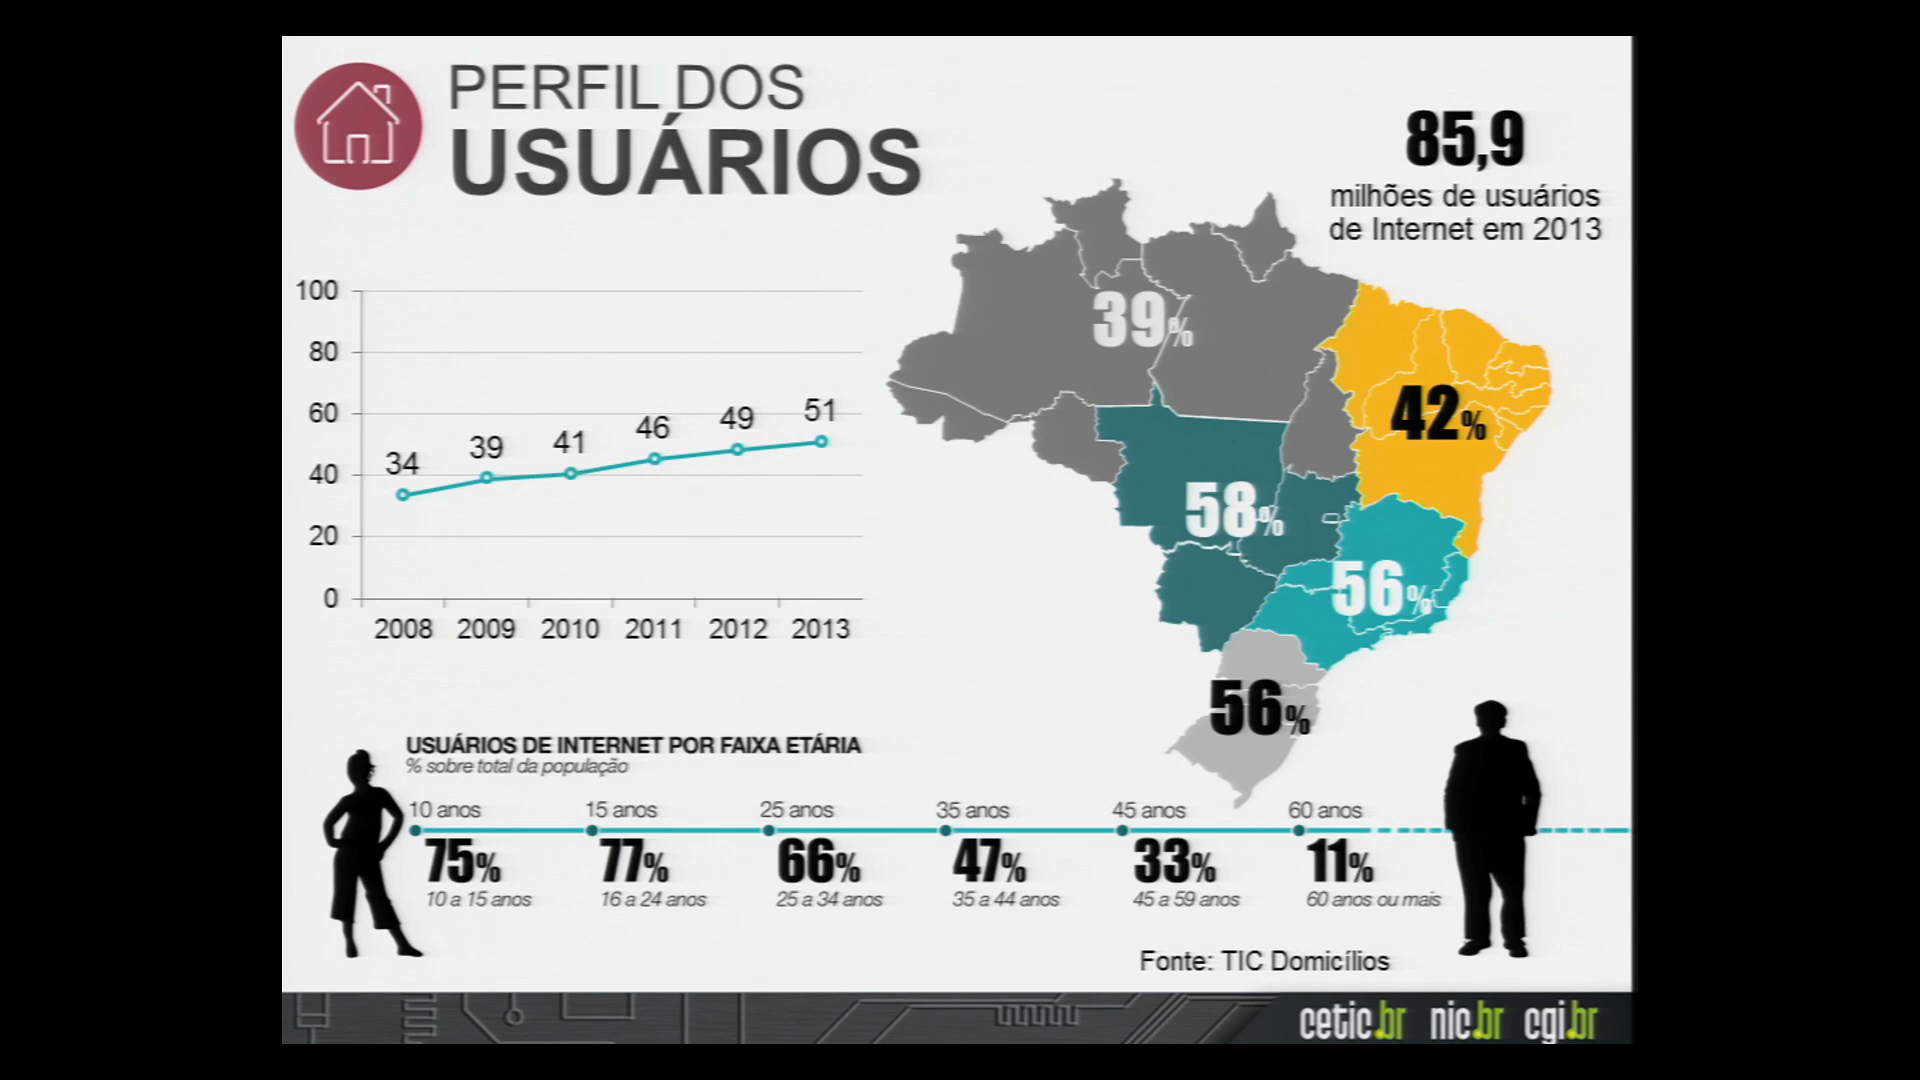 PERFIL DOS
USUÁRIOS
85,9
milhões de usuários
de Internet em 2013
100
80
60
40
20
0
34
39
41
46
49
51
2008 2009 2010 2011 2012 2013
39%
42%
58%
56%
56%
USUÁRIOS DE INTERNET POR FAIXA ETÁRIA
% sobre total da população
10 anos 15 anos 25 anos 35 anos 45 anos 60 anos
75% 77% 66% 47% 33% 11%
10 a 15 anos 16 a 24 anos 25 a 34 anos 35 a 44 anos 45 a 59 anos 60 anos ou mais
Fonte: TIC Domicílios
cetic.br nic.br cgi.br